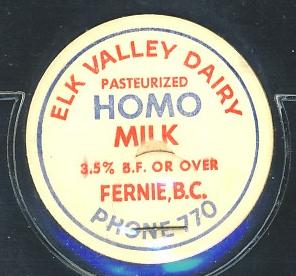 ELK VALLEY DAIRY
PASTEURIZED
HOMO
MILK
3.5% B.F. OR OVER
FERNIE, B.C.
PHONE 770